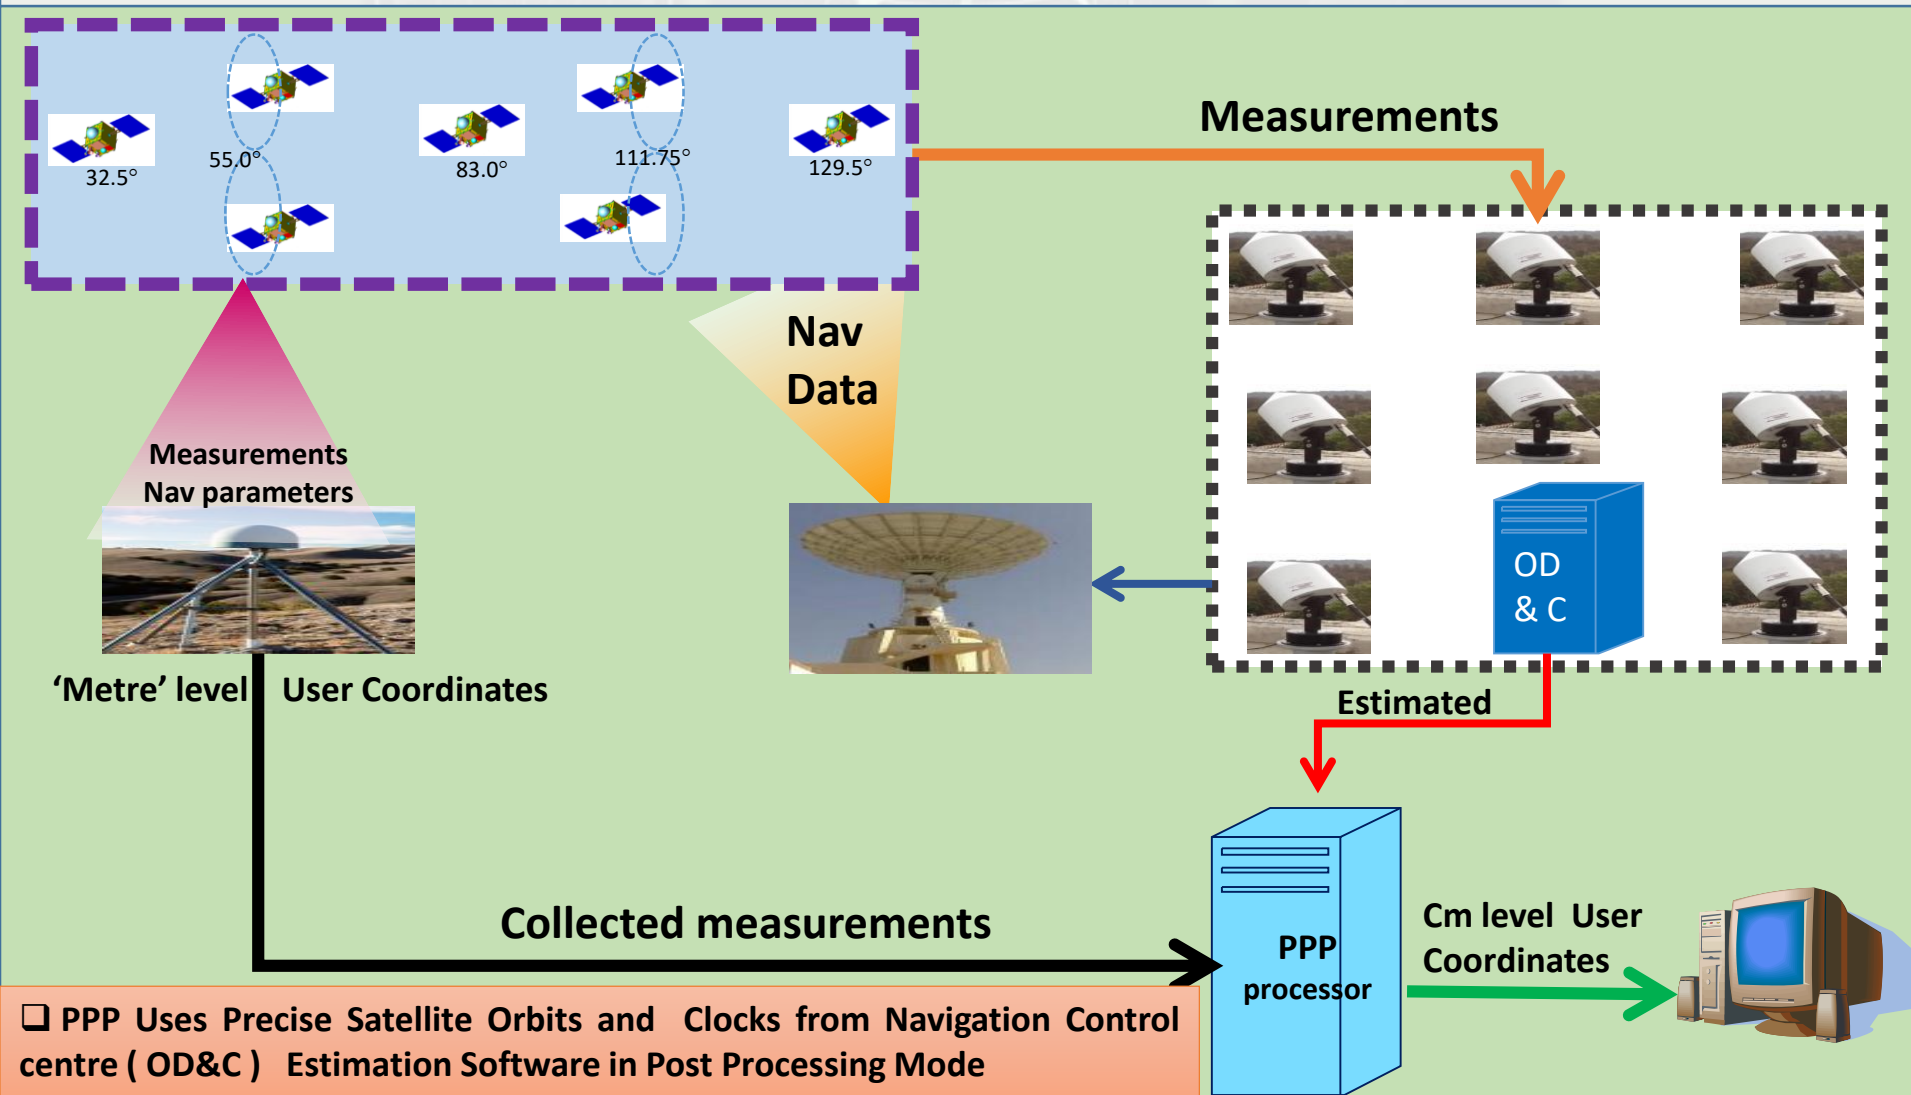 Measurements
32.5°
55.0°
83.0°
111.75°
129.5°
Nav
Data
Measurements
Nav parameters
OD
& C
'Metre' level
User Coordinates
Estimated
Collected measurements
PPP
processor
Cm level User
Coordinates
❑ PPP Uses Precise Satellite Orbits and Clocks from Navigation Control
centre ( OD&C ) Estimation Software in Post Processing Mode